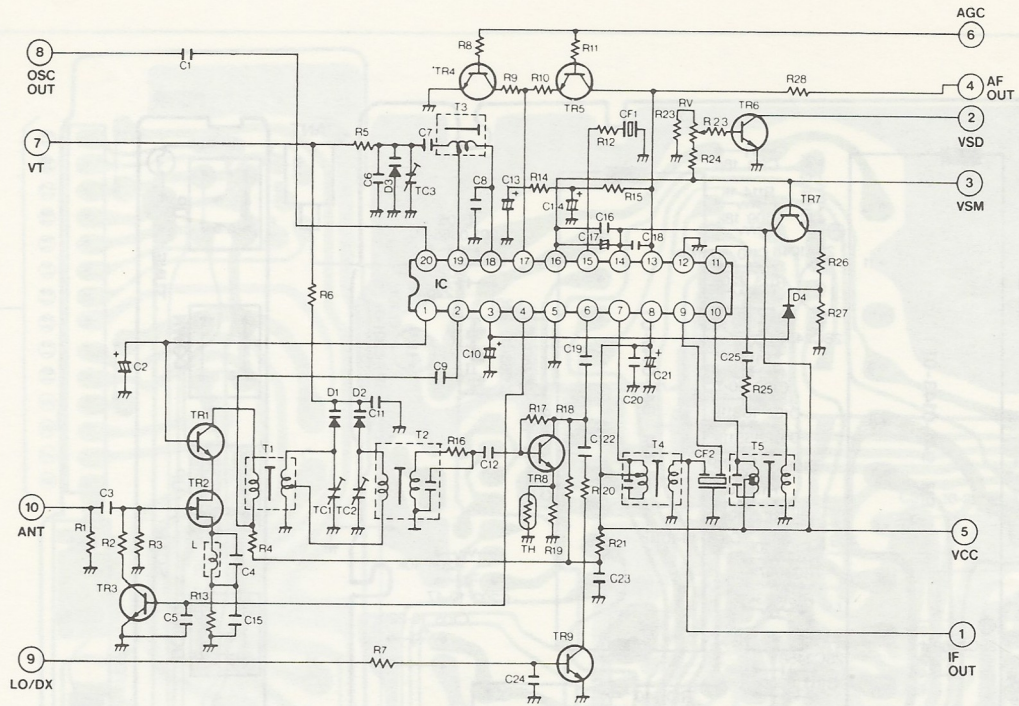 AGC
6
8
OSC
OUT
C1
R8
R11
TR4
R9
R10
TR5
R28
4
AF
OUT
T3
CF1
R12
RV
R23
R23
TR6
2
VSD
7
VT
R5
C7
R24
C6
D3
TC3
C8
C13
+
R14
C14
+
R15
3
VSM
TR7
C16
C17
C18
20
19
18
17
16
15
14
13
12
11
IC
R6
R26
D4
R27
1
2
3
4
5
6
7
8
9
10
+
C2
C9
C10
+
C19
C20
+
C21
C25
R25
D1
D2
C11
TR1
T1
T2
R16
C12
R17
R18
C22
TR8
T4
CF2
T5
TR2
10
ANT
C3
R1
R2
R3
TC1
TC2
R20
L
R4
C4
TH
R19
R21
5
VCC
C23
TR3
R13
C5
C15
1
IF
OUT
9
LO/DX
R7
C24
TR9